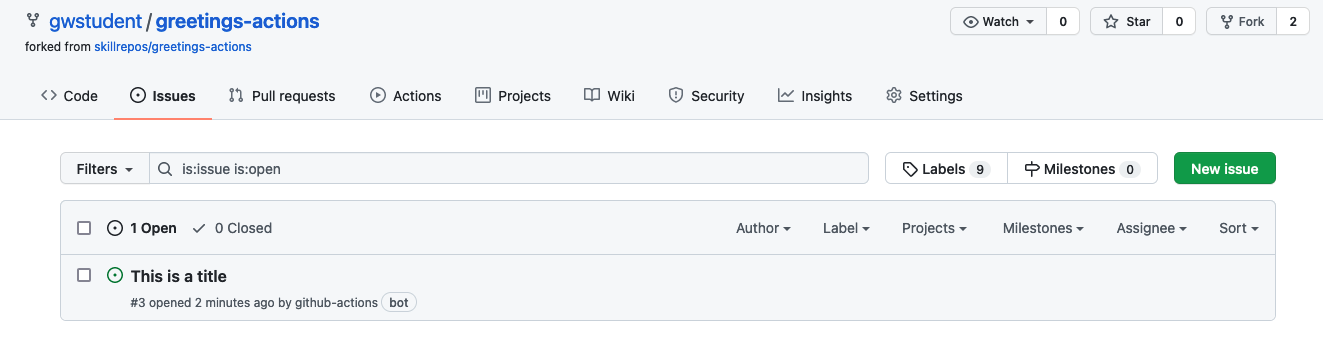 gwstudent / greetings-actions
Watch 0 Star 0 Fork 2
forked from skillrepos/greetings-actions
Code Issues Pull requests Actions Projects Wiki Security Insights Settings
Filters is:issue is:open Labels 9 Milestones 0 New issue
1 Open 0 Closed Author Label Projects Milestones Assignee Sort
This is a title
#3 opened 2 minutes ago by github-actions bot